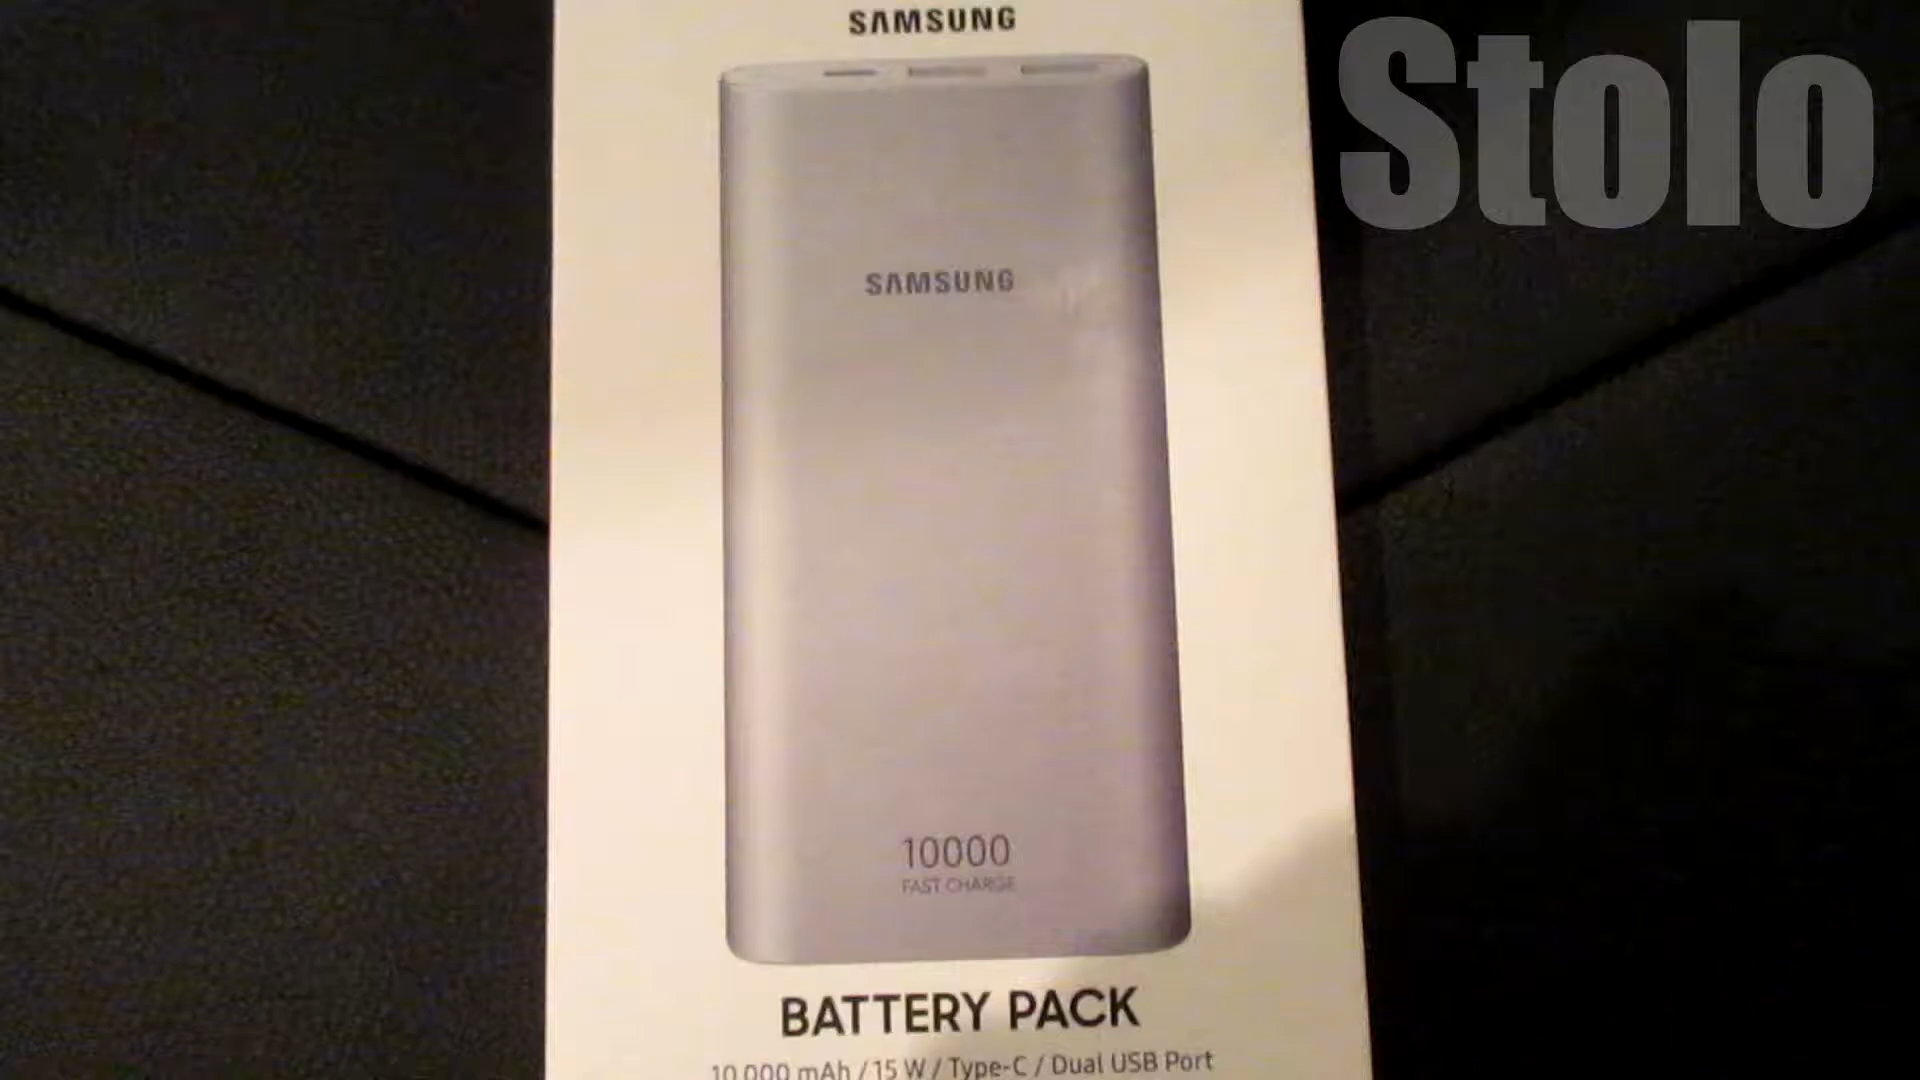 SAMSUNG
Stolo
SAMSUNG
10000
FAST CHARGE
BATTERY PACK
10,000 mAh / 15 W / Type-C / Dual USB Port